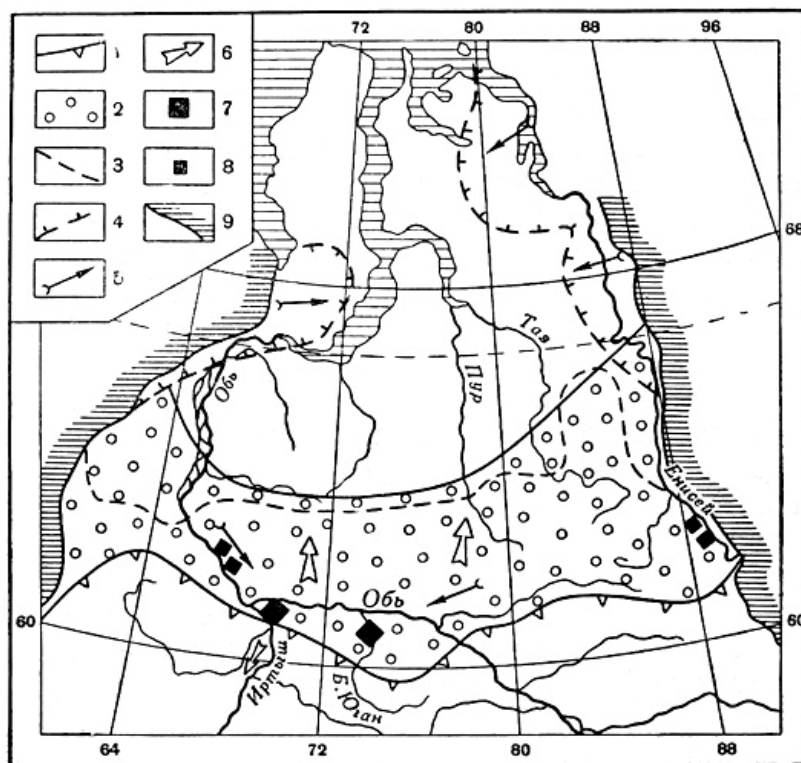 72 80 88 96
1 6
2 7
3 8
4 9
5
68
Таз
Обь
Пур
Енисей
Обь
60 60
Иртыш
Б. Юган
64 72 80 88